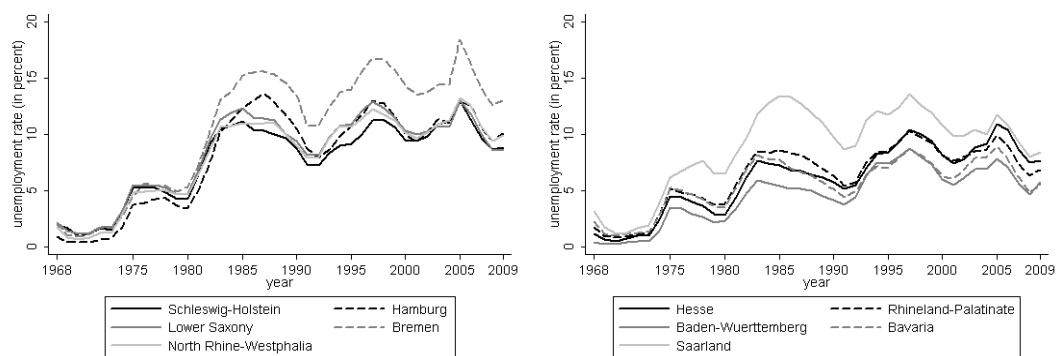 unemployment rate (in percent)
20
15
10
5
0
1968 1975 1980 1985 1990 1995 2000 2005 2009
year
Schleswig-Holstein Hamburg
Lower Saxony Bremen
North Rhine-Westphalia
unemployment rate (in percent)
20
15
10
5
0
1968 1975 1980 1985 1990 1995 2000 2005 2009
year
Hesse Rhineland-Palatinate
Baden-Wuerttemberg Bavaria
Saarland